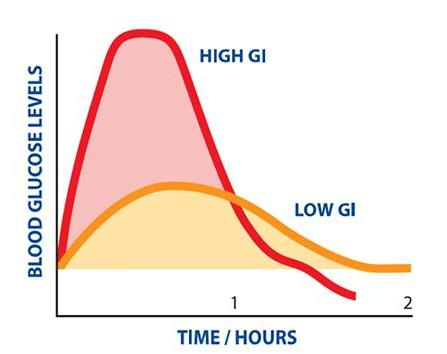 HIGH GI
BLOOD GLUCOSE LEVELS
LOW GI
1
2
TIME / HOURS